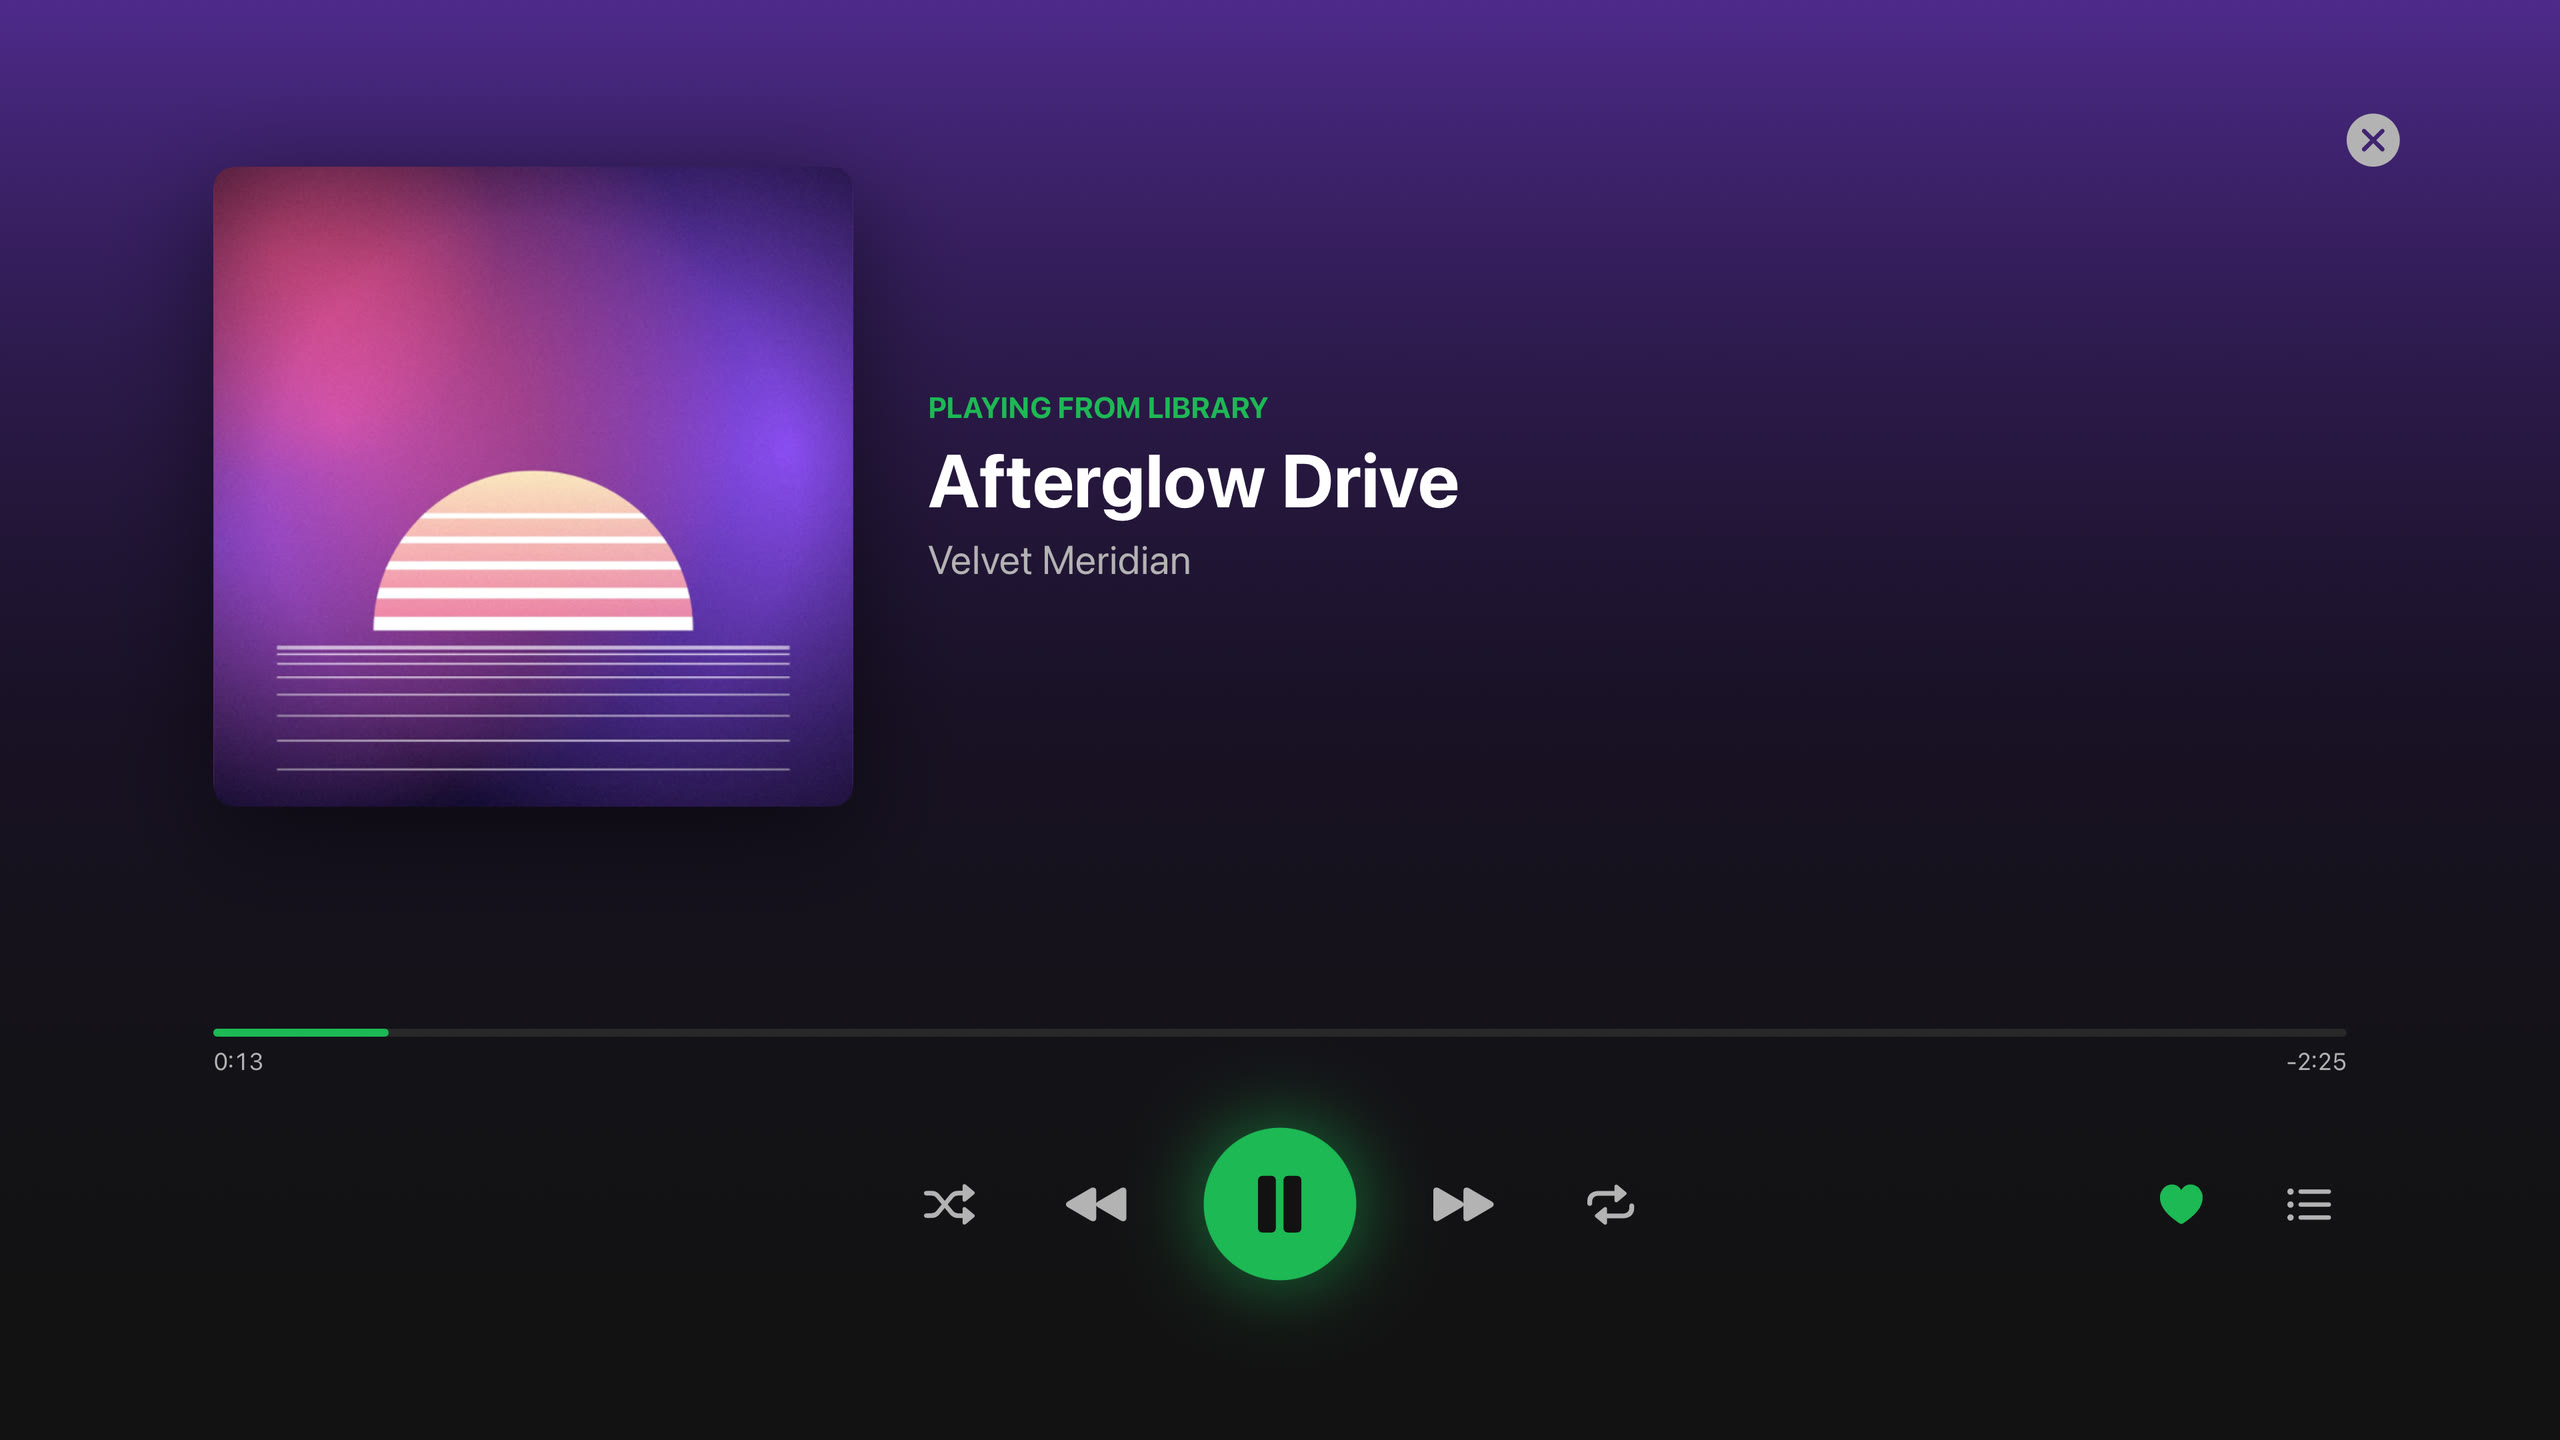 PLAYING FROM LIBRARY
Afterglow Drive
Velvet Meridian
0:13
-2:25